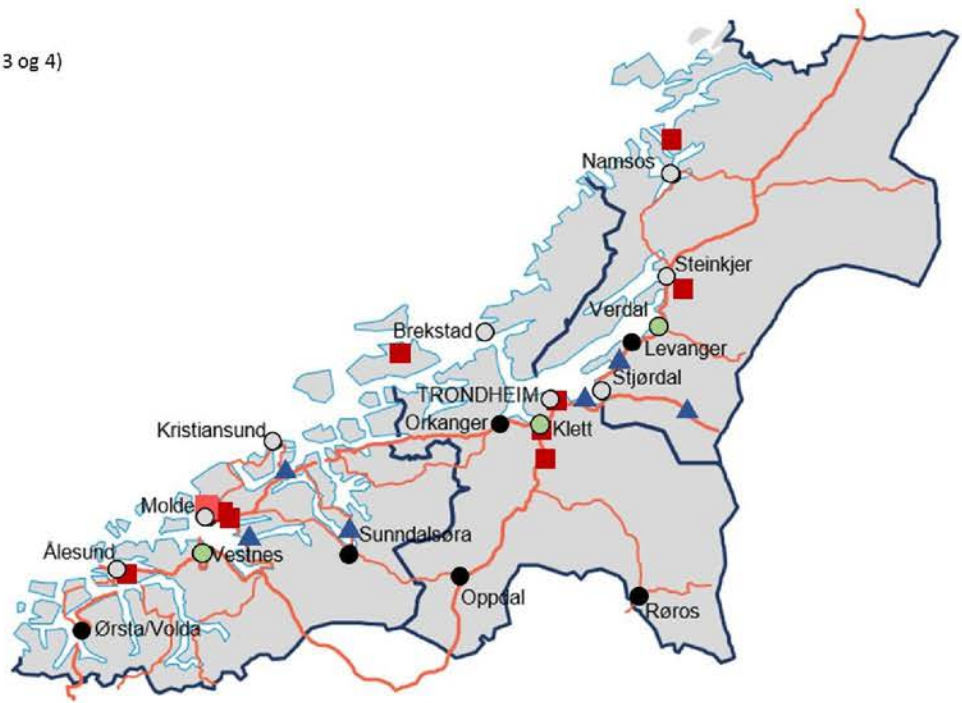 3 og 4)
Namsos
Steinkjer
Verdal
Brekstad
Levanger
Stjørdal
TRONDHEIM
Orkanger
Klett
Kristiansund
Molde
Sunndalsøra
Ålesund
Vestnes
Oppdal
Røros
Ørsta/Volda